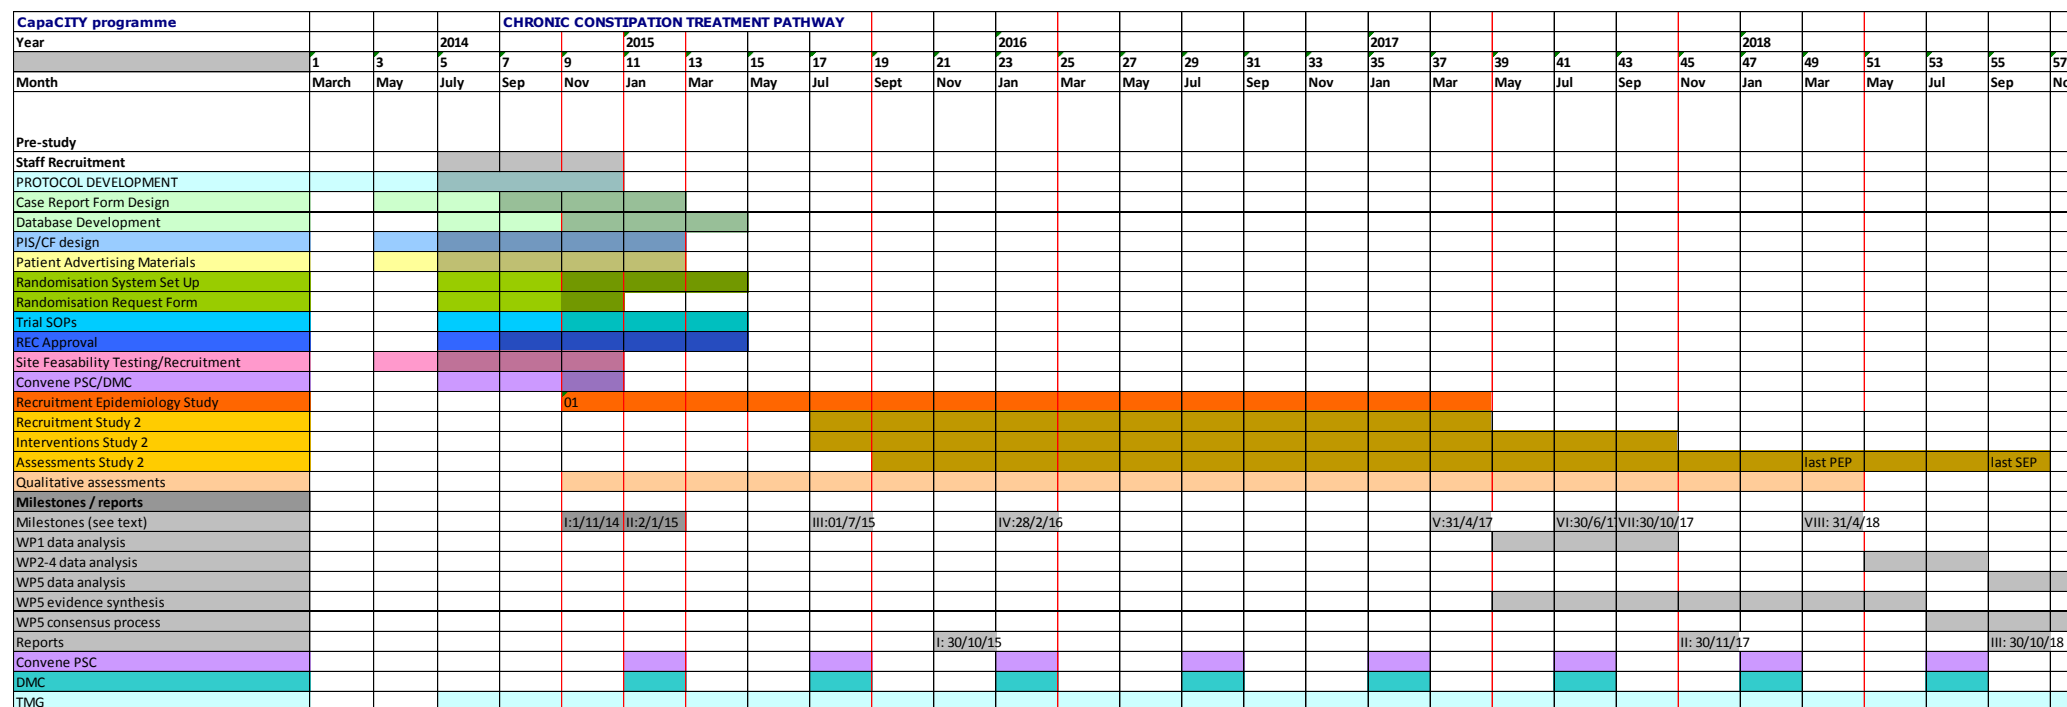 CapaCITY programme CHRONIC CONSTIPATION TREATMENT PATHWAY
Year 2014 2015 2016 2017 2018
1 3 5 7 9 11 13 15 17 19 21 23 25 27 29 31 33 35 37 39 41 43 45 47 49 51 53 55 57
Month March May July Sep Nov Jan Mar May Jul Sept Nov Jan Mar May Jul Sep Nov Jan Mar May Jul Sep Nov Jan Mar May Jul Sep
Pre-study
Staff Recruitment
PROTOCOL DEVELOPMENT
Case Report Form Design
Database Development
PIS/CF design
Patient Advertising Materials
Randomisation System Set Up
Randomisation Request Form
Trial SOPs
REC Approval
Site Feasability Testing/Recruitment
Convene PSC/DMC
Recruitment Epidemiology Study 01
Recruitment Study 2
Interventions Study 2
Assessments Study 2 last PEP last SEP
Qualitative assessments
Milestones / reports
Milestones (see text) I:1/11/14 II:2/1/15 III:01/7/15 IV:28/2/16 V:31/4/17 VI:30/6/1 VII:30/10/17 VIII: 31/4/18
WP1 data analysis
WP2-4 data analysis
WP5 data analysis
WP5 evidence synthesis
WP5 consensus process
Reports I: 30/10/15 II: 30/11/17 III: 30/10/18
Convene PSC
DMC
TMG